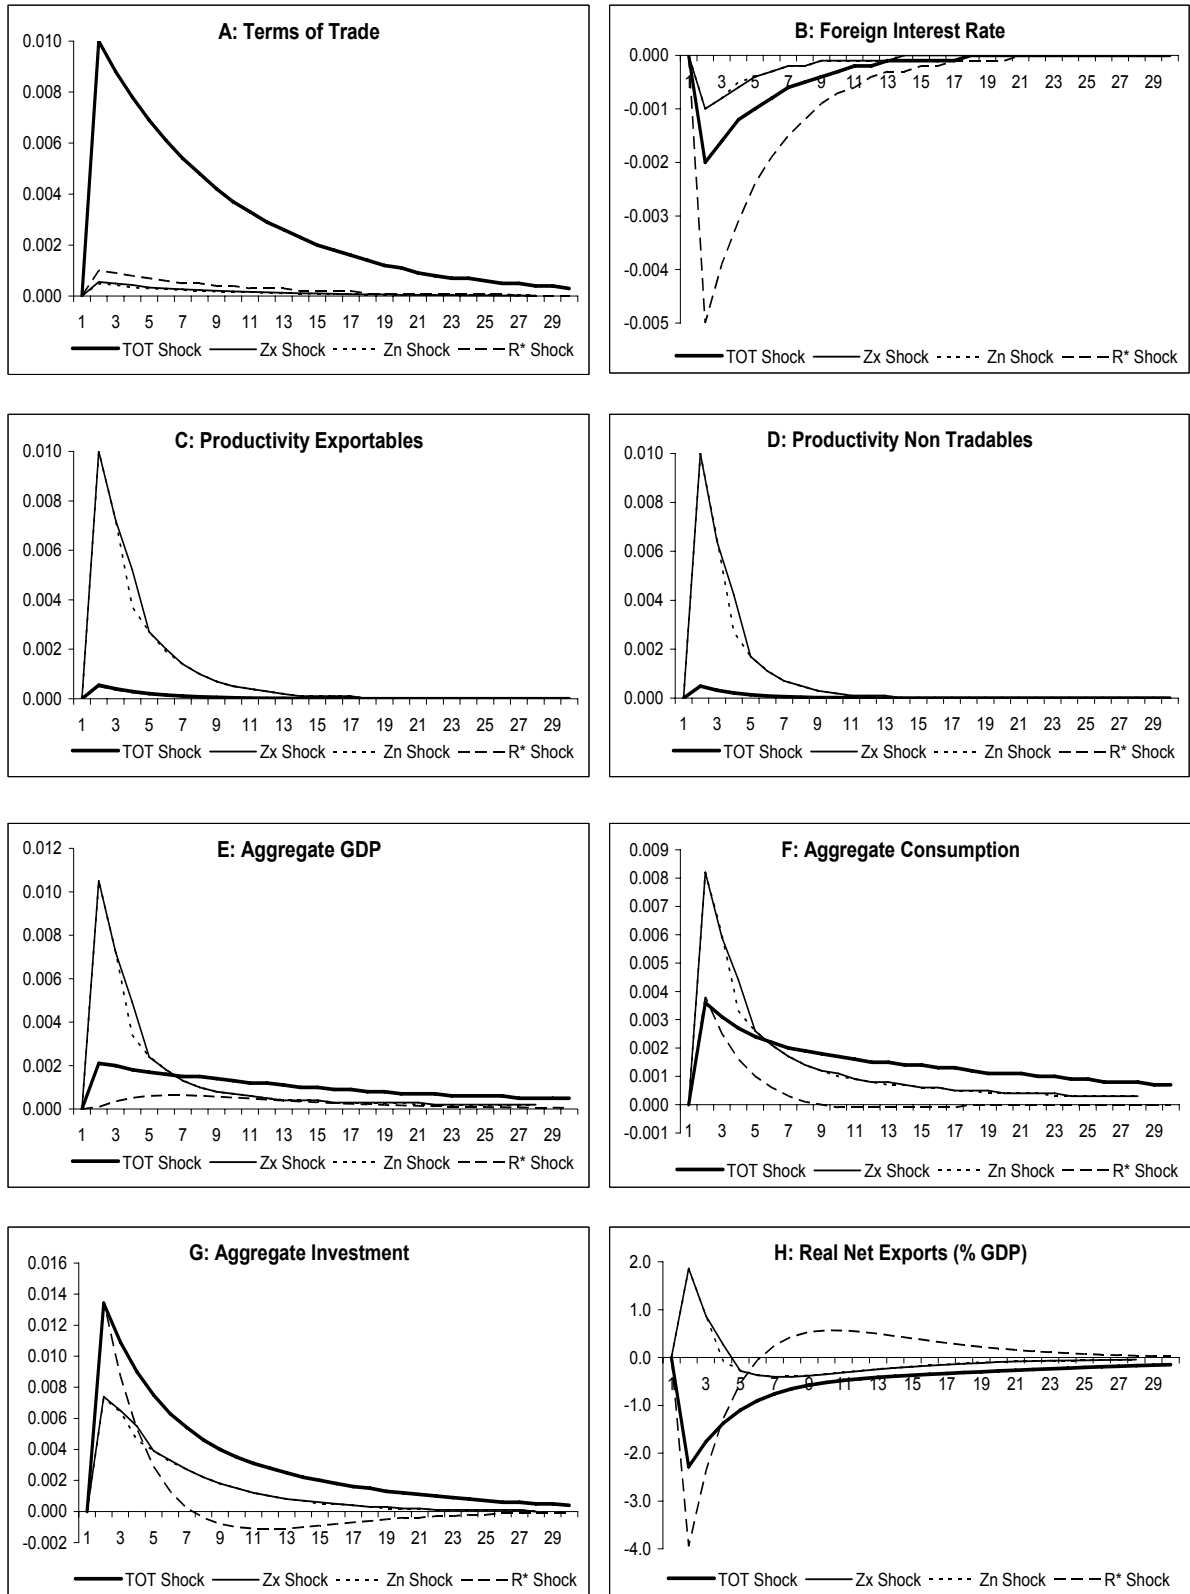 A: Terms of Trade
0.010
0.008
0.006
0.004
0.002
0.000
1 3 5 7 9 11 13 15 17 19 21 23 25 27 29
TOT Shock Zx Shock Zn Shock R* Shock
B: Foreign Interest Rate
0.000
-0.001
-0.002
-0.003
-0.004
-0.005
1 3 5 7 9 11 13 15 17 19 21 23 25 27 29
TOT Shock Zx Shock Zn Shock R* Shock
C: Productivity Exportables
0.010
0.008
0.006
0.004
0.002
0.000
1 3 5 7 9 11 13 15 17 19 21 23 25 27 29
TOT Shock Zx Shock Zn Shock R* Shock
D: Productivity Non Tradables
0.010
0.008
0.006
0.004
0.002
0.000
1 3 5 7 9 11 13 15 17 19 21 23 25 27 29
TOT Shock Zx Shock Zn Shock R* Shock
E: Aggregate GDP
0.012
0.010
0.008
0.006
0.004
0.002
0.000
1 3 5 7 9 11 13 15 17 19 21 23 25 27 29
TOT Shock Zx Shock Zn Shock R* Shock
F: Aggregate Consumption
0.009
0.008
0.007
0.006
0.005
0.004
0.003
0.002
0.001
0.000
-0.001
1 3 5 7 9 11 13 15 17 19 21 23 25 27 29
TOT Shock Zx Shock Zn Shock R* Shock
G: Aggregate Investment
0.016
0.014
0.012
0.010
0.008
0.006
0.004
0.002
0.000
-0.002
1 3 5 7 9 11 13 15 17 19 21 23 25 27 29
TOT Shock Zx Shock Zn Shock R* Shock
H: Real Net Exports (% GDP)
2.0
1.0
0.0
-1.0
-2.0
-3.0
-4.0
1 3 5 7 9 11 13 15 17 19 21 23 25 27 29
TOT Shock Zx Shock Zn Shock R* Shock